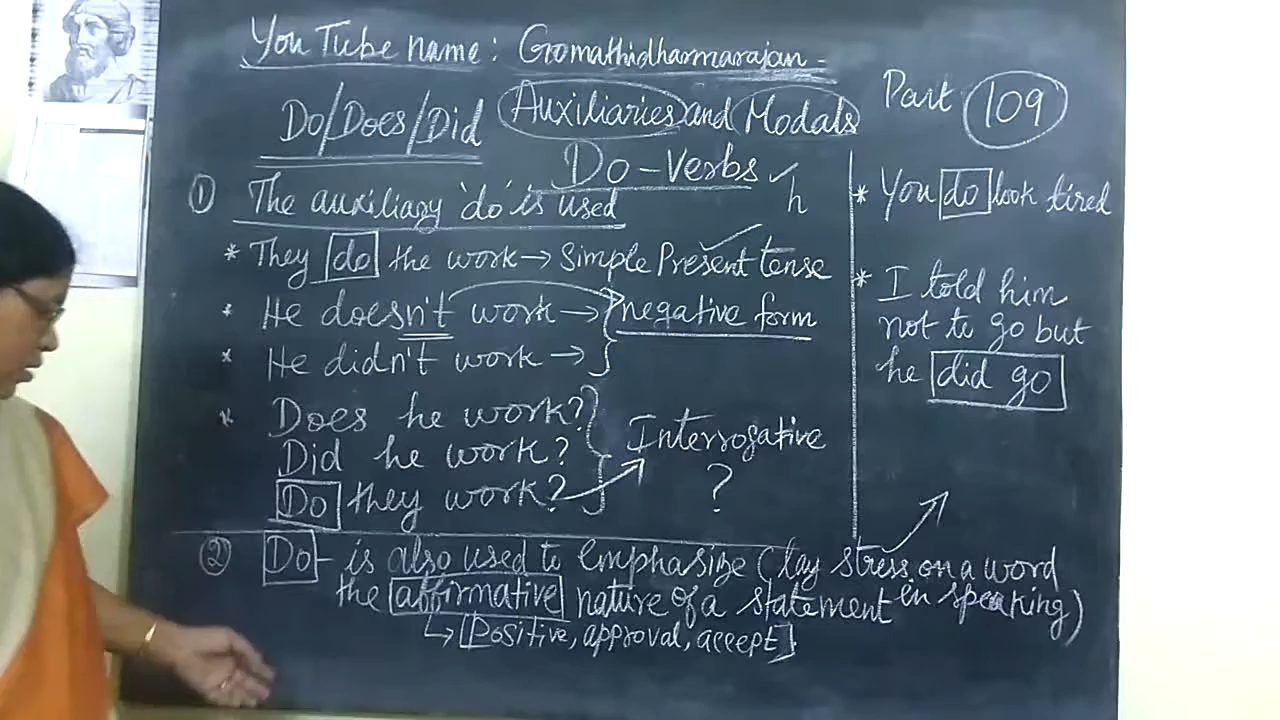 YouTube name: Gomathidharmarajan
Part 109
Do/Does/Did Auxiliaries and Modals
Do-Verbs ✓
h
① The auxiliary 'do' is used
* They do the work → Simple Present tense
* He doesn't work → negative form
* He didn't work →
* Does he work?
Did he work?
Do they work?
Interrogative
?
* You do look tired
* I told him
not to go but
he did go
② Do - is also used to emphasize (lay stress on a word
the affirmative nature of a statement in speaking)
↳ [Positive, approval, accept]